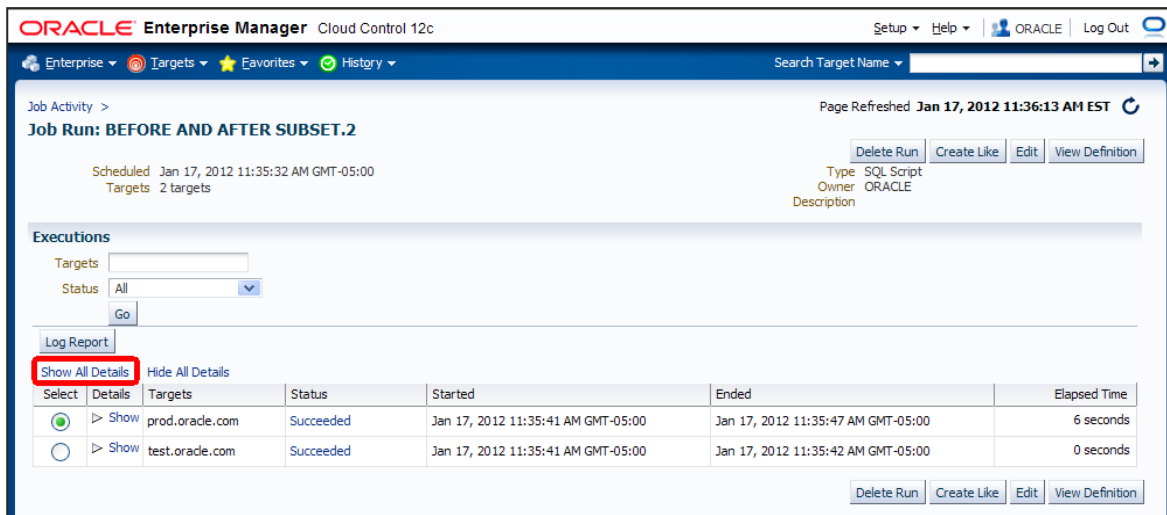 ORACLE Enterprise Manager Cloud Control 12c
Setup Help ORACLE Log Out
Enterprise Targets Favorites History Search Target Name
Job Activity >
Page Refreshed Jan 17, 2012 11:36:13 AM EST
Job Run: BEFORE AND AFTER SUBSET.2
Delete Run Create Like Edit View Definition
Scheduled Jan 17, 2012 11:35:32 AM GMT-05:00
Targets 2 targets
Type SQL Script
Owner ORACLE
Description
Executions
Targets
Status All
Go
Log Report
Show All Details Hide All Details
Select Details Targets Status Started Ended Elapsed Time
Show prod.oracle.com Succeeded Jan 17, 2012 11:35:41 AM GMT-05:00 Jan 17, 2012 11:35:47 AM GMT-05:00 6 seconds
Show test.oracle.com Succeeded Jan 17, 2012 11:35:41 AM GMT-05:00 Jan 17, 2012 11:35:42 AM GMT-05:00 0 seconds
Delete Run Create Like Edit View Definition